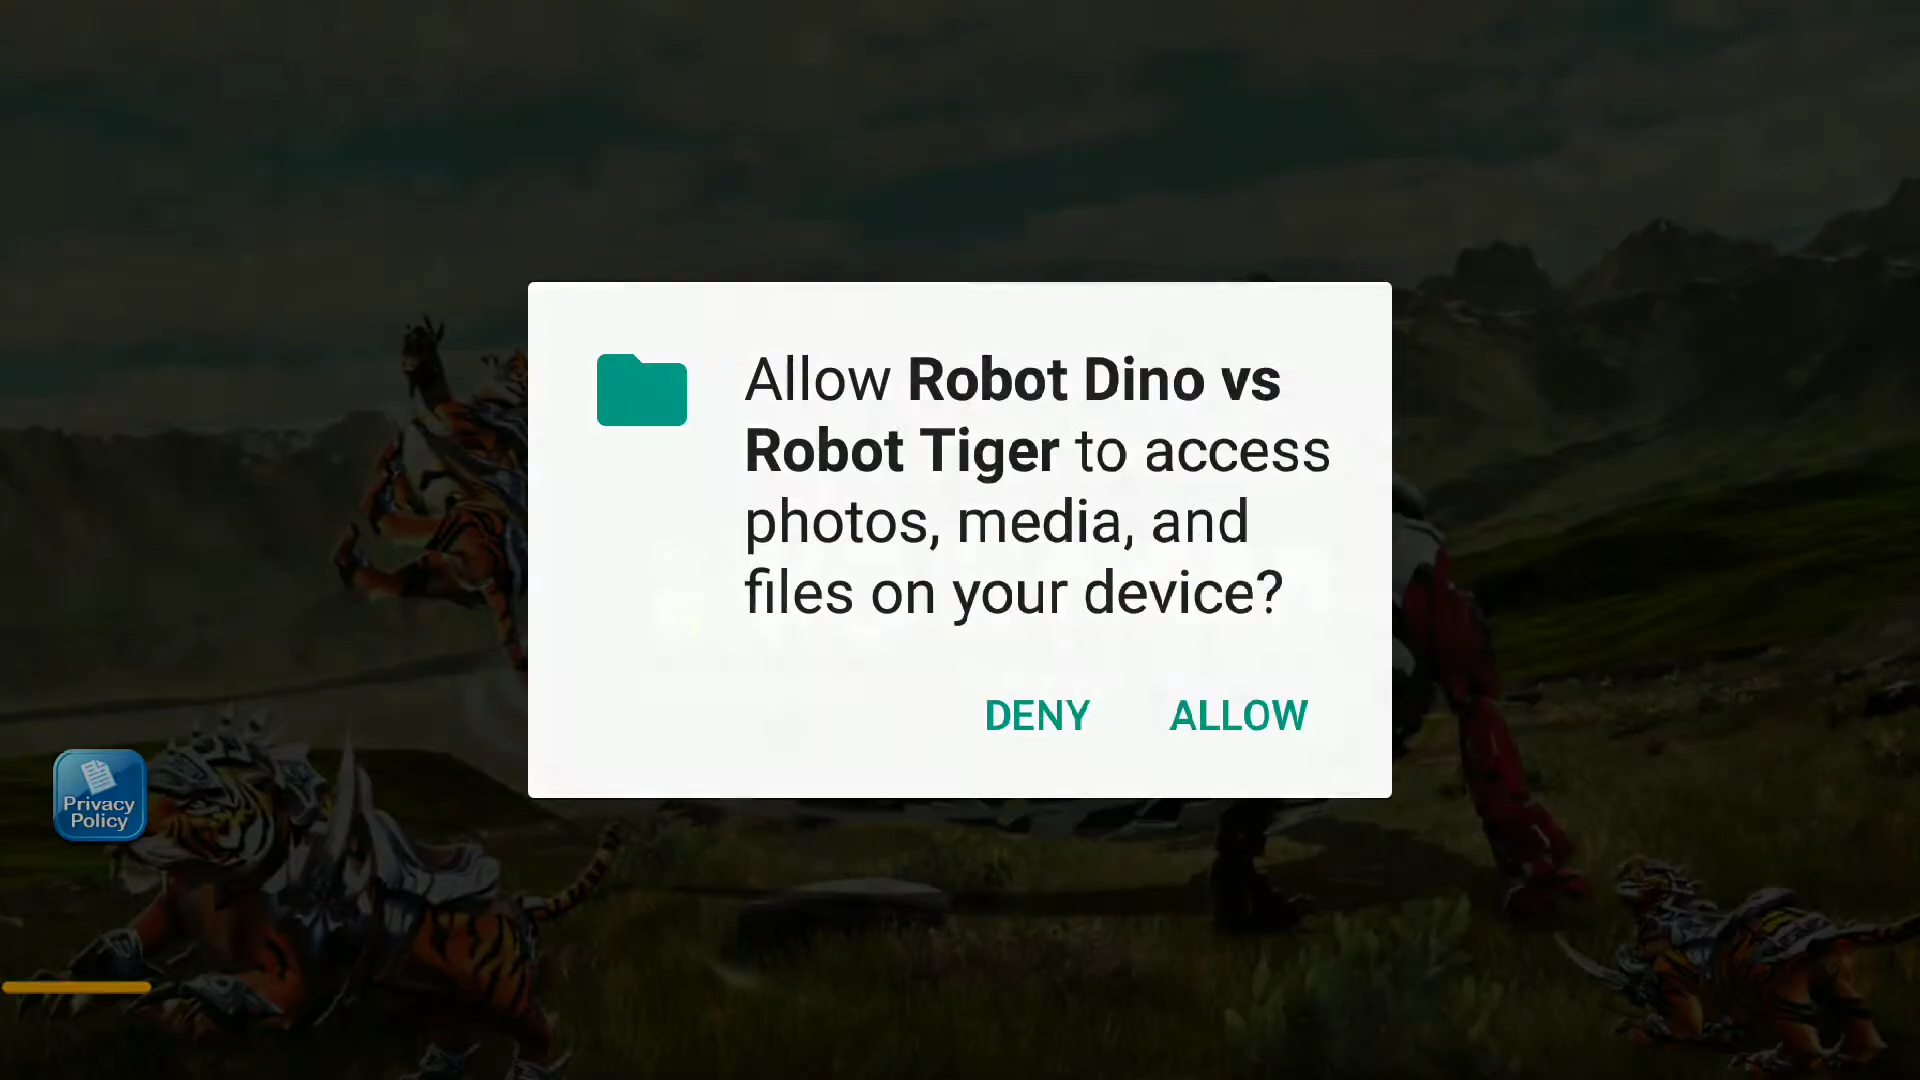 Allow Robot Dino vs
Robot Tiger to access
photos, media, and
files on your device?
DENY ALLOW
Privacy
Policy